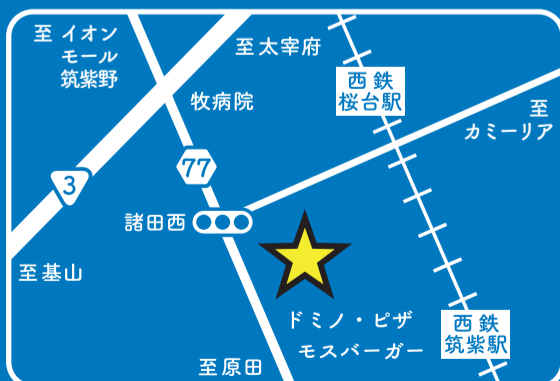 至 イオン
モール
筑紫野
至太宰府
牧病院
西鉄
桜台駅
至
カミーリア
77
3
諸田西
至基山
ドミノ・ピザ
モスバーガー
西鉄
筑紫駅
至原田